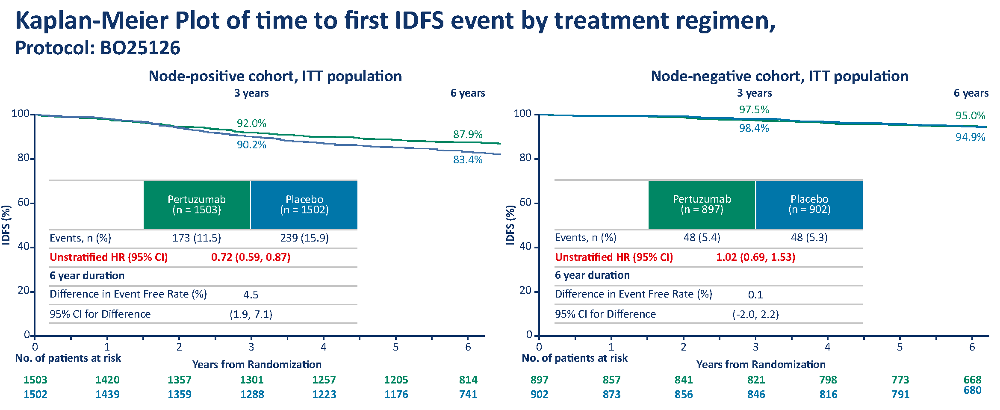 Kaplan-Meier Plot of time to first IDFS event by treatment regimen,
Protocol: BO25126
Node-positive cohort, ITT population
3 years
6 years
100
80
60
40
20
0
IDFS (%)
92.0%
90.2%
87.9%
83.4%
Pertuzumab
(n = 1503)
Placebo
(n = 1502)
Events, n (%) 173 (11.5) 239 (15.9)
Unstratified HR (95% CI) 0.72 (0.59, 0.87)
6 year duration
Difference in Event Free Rate (%) 4.5
95% CI for Difference (1.9, 7.1)
0 1 2 3 4 5 6
No. of patients at risk
Years from Randomization
1503 1420 1357 1301 1257 1205 814
1502 1439 1359 1288 1223 1176 741
Node-negative cohort, ITT population
3 years
6 years
100
80
60
40
20
0
IDFS (%)
97.5%
98.4%
95.0%
94.9%
Pertuzumab
(n = 897)
Placebo
(n = 902)
Events, n (%) 48 (5.4) 48 (5.3)
Unstratified HR (95% CI) 1.02 (0.69, 1.53)
6 year duration
Difference in Event Free Rate (%) 0.1
95% CI for Difference (-2.0, 2.2)
0 1 2 3 4 5 6
No. of patients at risk
Years from Randomization
897 857 841 821 798 773 668
902 873 856 846 816 791 680